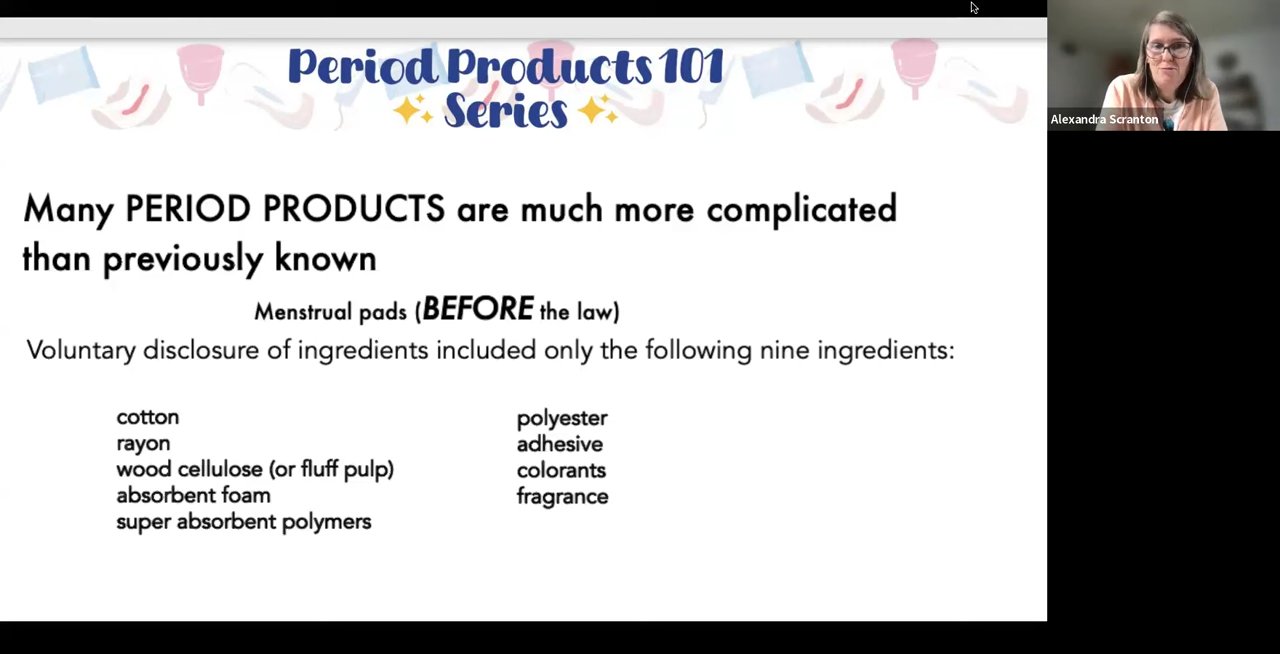 Period Products 101
Series
Alexandra Scranton
Many PERIOD PRODUCTS are much more complicated
than previously known
Menstrual pads (BEFORE the law)
Voluntary disclosure of ingredients included only the following nine ingredients:
cotton
rayon
wood cellulose (or fluff pulp)
absorbent foam
super absorbent polymers
polyester
adhesive
colorants
fragrance